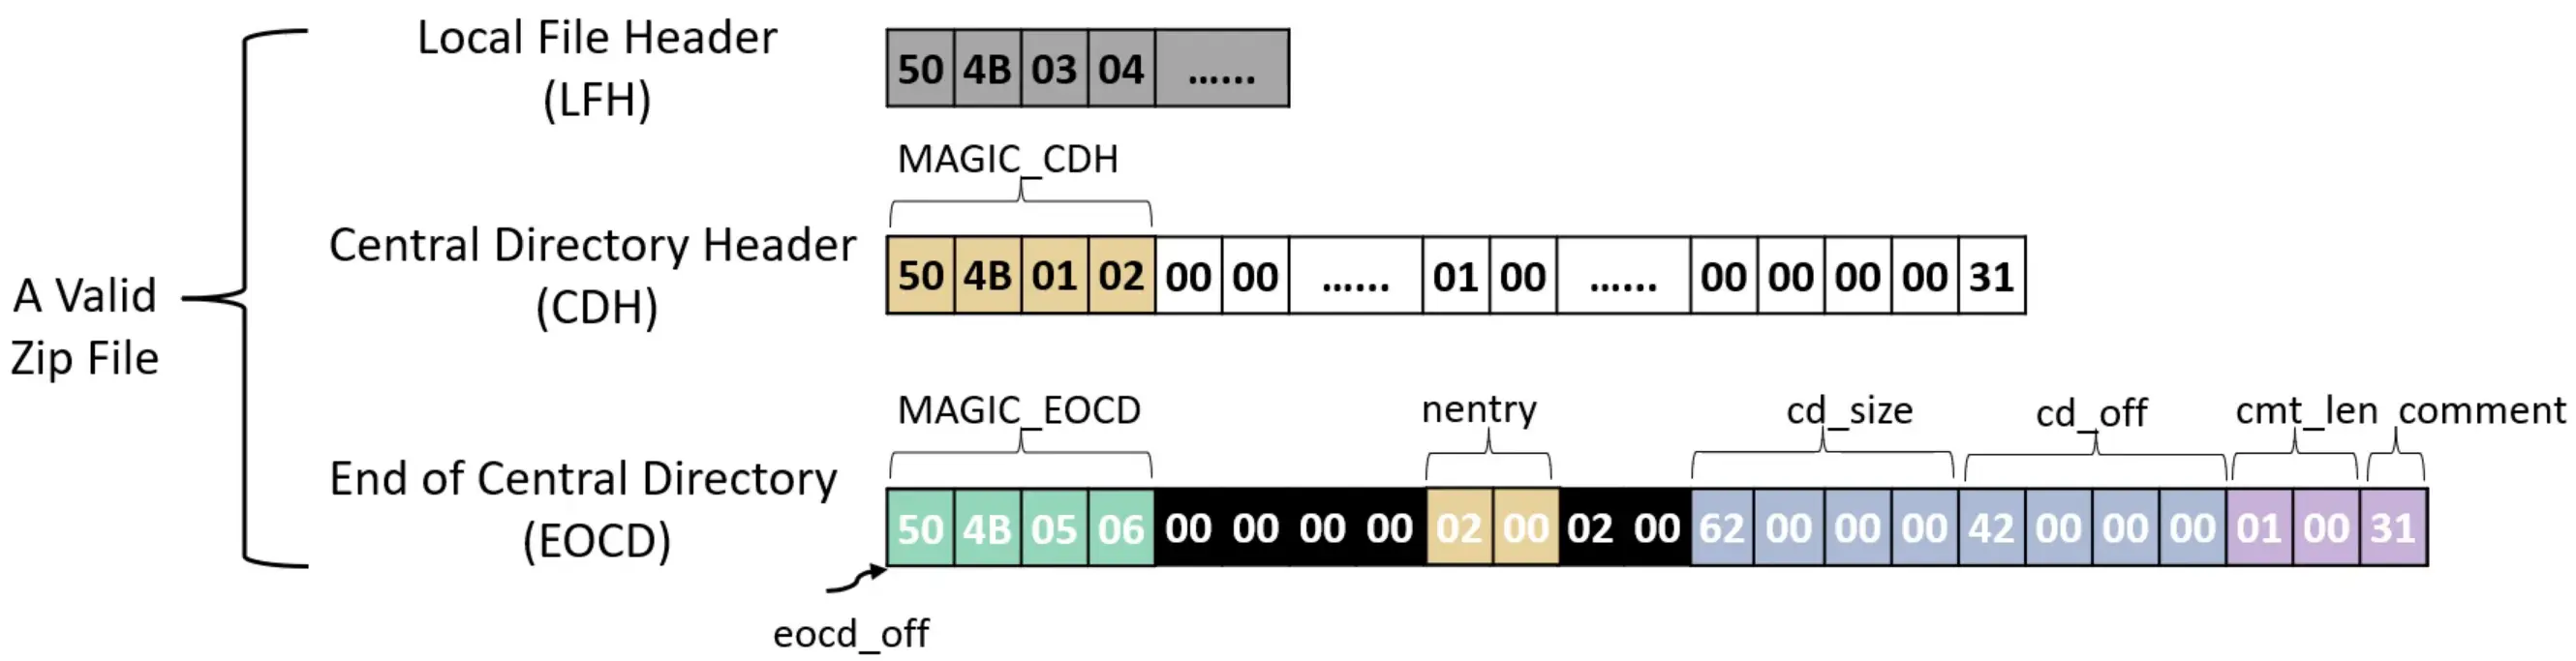 Local File Header
(LFH)
50 4B 03 04 ......
MAGIC_CDH
Central Directory Header
(CDH)
50 4B 01 02 00 00 ...... 01 00 ...... 00 00 00 00 31
A Valid
Zip File
MAGIC_EOCD nentry cd_size cd_off cmt_len comment
End of Central Directory
(EOCD)
50 4B 05 06 00 00 00 00 02 00 02 00 62 00 00 00 42 00 00 00 01 00 31
eocd_off